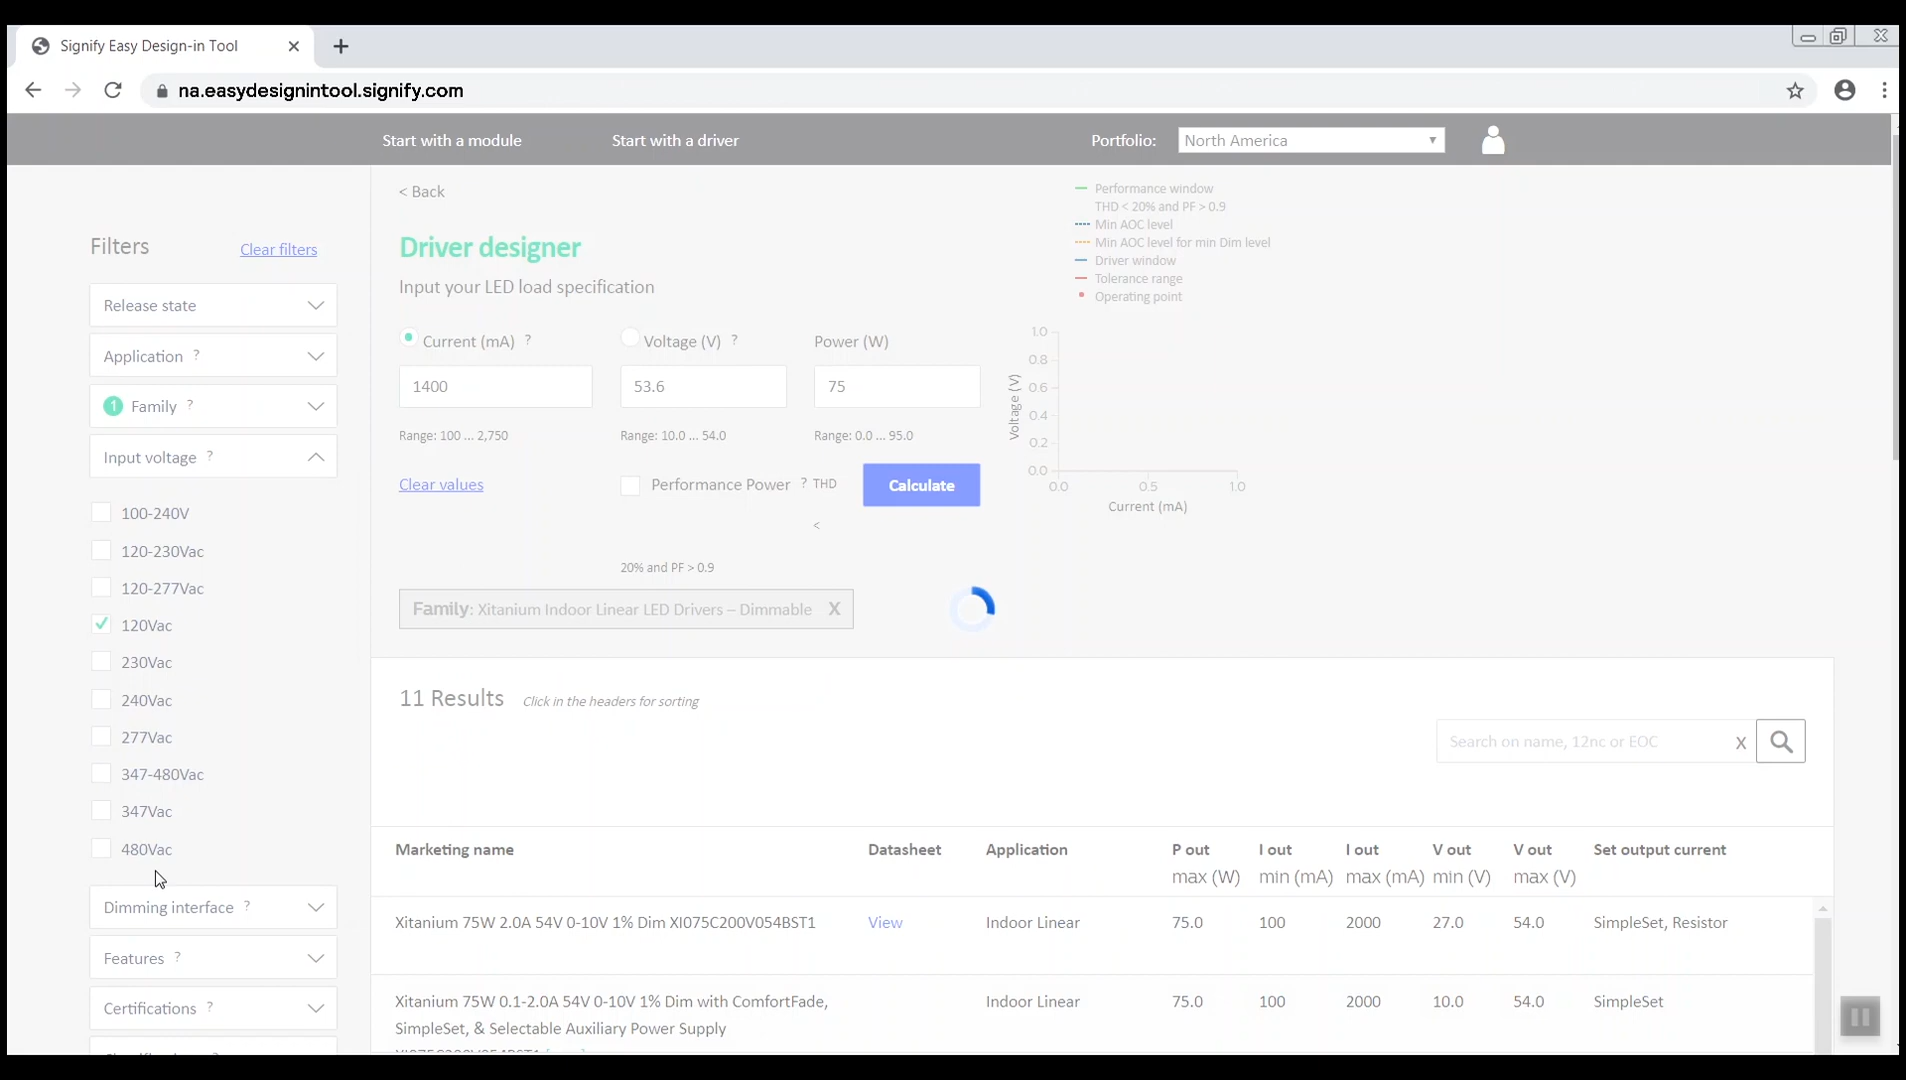 Signify Easy Design-in Tool
na.easydesignintool.signify.com
Start with a module
Start with a driver
Portfolio:
North America
Filters
Clear filters
Release state
Application ?
1 Family ?
Input voltage ?
100-240V
120-230Vac
120-277Vac
120Vac
230Vac
240Vac
277Vac
347-480Vac
347Vac
480Vac
Dimming interface ?
Features ?
Certifications ?
< Back
Driver designer
Input your LED load specification
Current (mA) ?
Voltage (V) ?
Power (W)
1400
53.6
75
Range: 100 ... 2,750
Range: 10.0 ... 54.0
Range: 0.0 ... 95.0
Clear values
Performance Power ? THD
<
20% and PF > 0.9
Calculate
Family: Xitanium Indoor Linear LED Drivers – Dimmable X
Performance window
THD < 20% and PF > 0.9
Min AOC level
Min AOC level for min Dim level
Driver window
Tolerance range
Operating point
1.0
0.8
0.6
0.4
0.2
0.0
Voltage (V)
0.0 0.5 1.0
Current (mA)
11 Results
Click in the headers for sorting
Search on name, 12nc or EOC X
Marketing name Datasheet Application P out I out I out V out V out Set output current
max (W) min (mA) max (mA) min (V) max (V)
Xitanium 75W 2.0A 54V 0-10V 1% Dim XI075C200V054BST1 View Indoor Linear 75.0 100 2000 27.0 54.0 SimpleSet, Resistor
Xitanium 75W 0.1-2.0A 54V 0-10V 1% Dim with ComfortFade, Indoor Linear 75.0 100 2000 10.0 54.0 SimpleSet
SimpleSet, & Selectable Auxiliary Power Supply